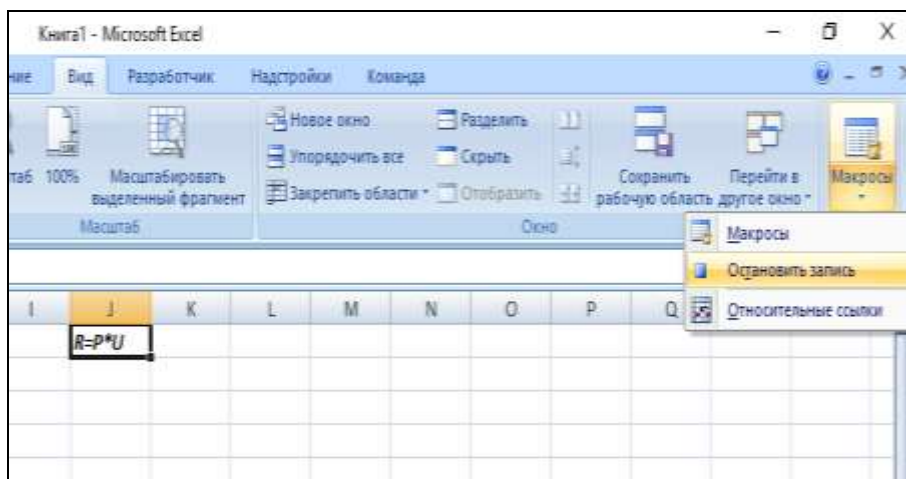 Книга1 - Microsoft Excel
ние Вид Разработчик Надстройки Команда
Новое окно Разделить
Упорядочить все Скрыть
таб 100% Масштабировать выделенный фрагмент Закрепить области Отобразить Сохранить рабочую область Перейти в другое окно Макросы
Масштаб Окно
Макросы
Остановить запись
Относительные ссылки
I J K L M N O P Q
R=P*U